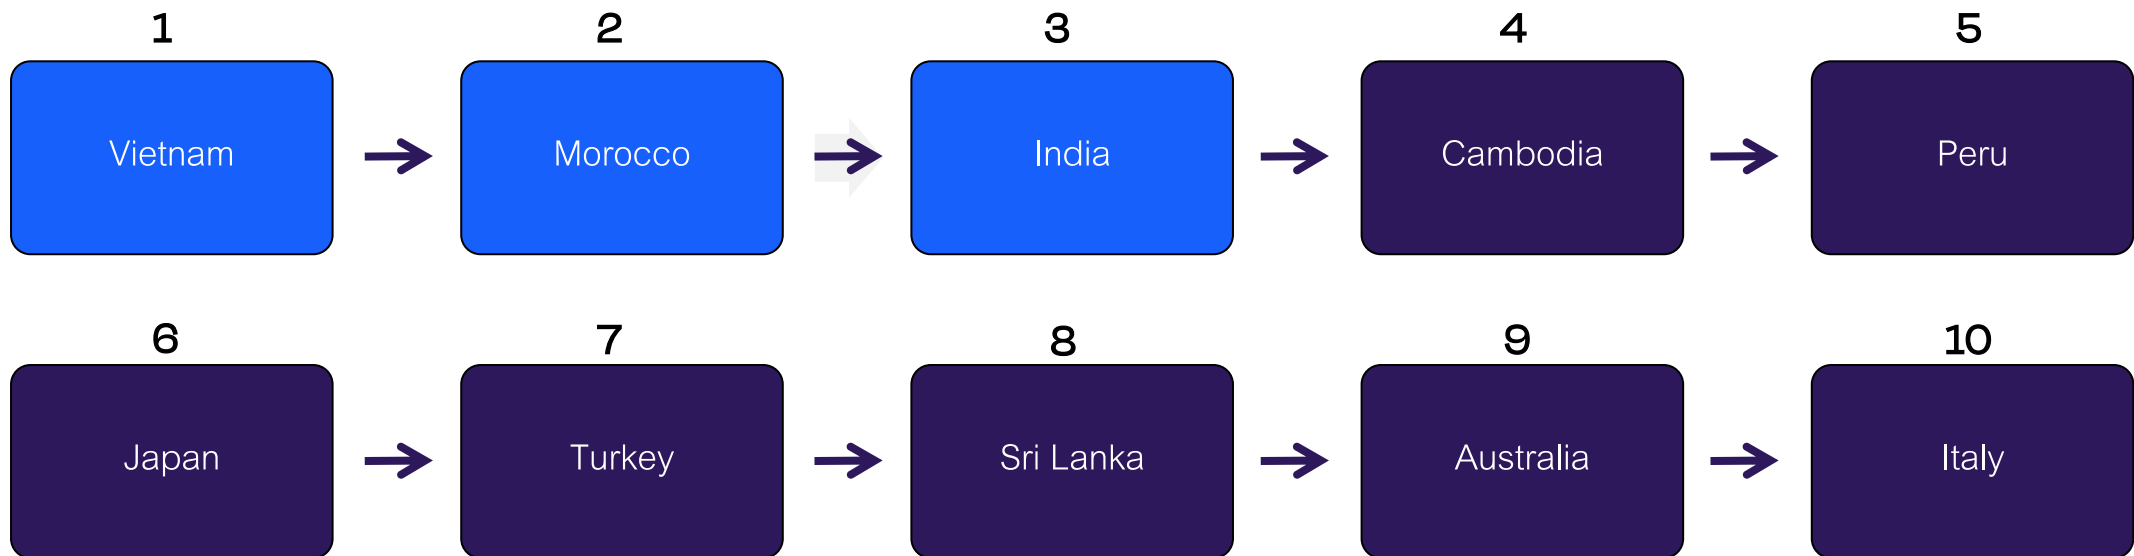 1
2
3
4
5
Vietnam
Morocco
India
Cambodia
Peru
6
7
8
9
10
Japan
Turkey
Sri Lanka
Australia
Italy